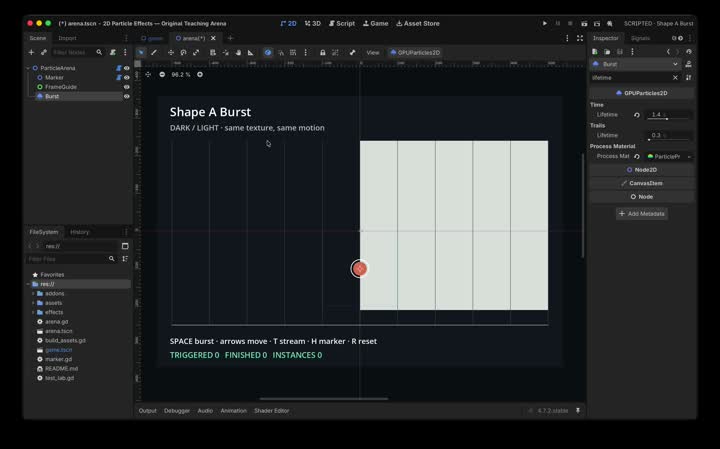 (*) arena.tscn - 2D Particle Effects — Original Teaching Arena
2D
3D
Script
Game
Asset Store
SCRIPTED · Shape A Burst
Scene
Import
Filter Nodes
ParticleArena
Marker
FrameGuide
Burst
FileSystem
History
res://
Filter Files
Favorites
res://
addons
assets
effects
arena.gd
arena.tscn
build_assets.gd
game.tscn
marker.gd
README.md
test_lab.gd
game
arena(*)
View
GPUParticles2D
96.2 %
Shape A Burst
DARK / LIGHT · same texture, same motion
SPACE burst · arrows move · T stream · H marker · R reset
TRIGGERED 0 FINISHED 0 INSTANCES 0
Output
Debugger
Audio
Animation
Shader Editor
4.7.2.stable
Inspector
Signals
Burst
lifetime
GPUParticles2D
Time
Lifetime
1.4
Trails
Lifetime
0.3
Process Material
Process Mat
ParticlePr
Node2D
CanvasItem
Node
Add Metadata